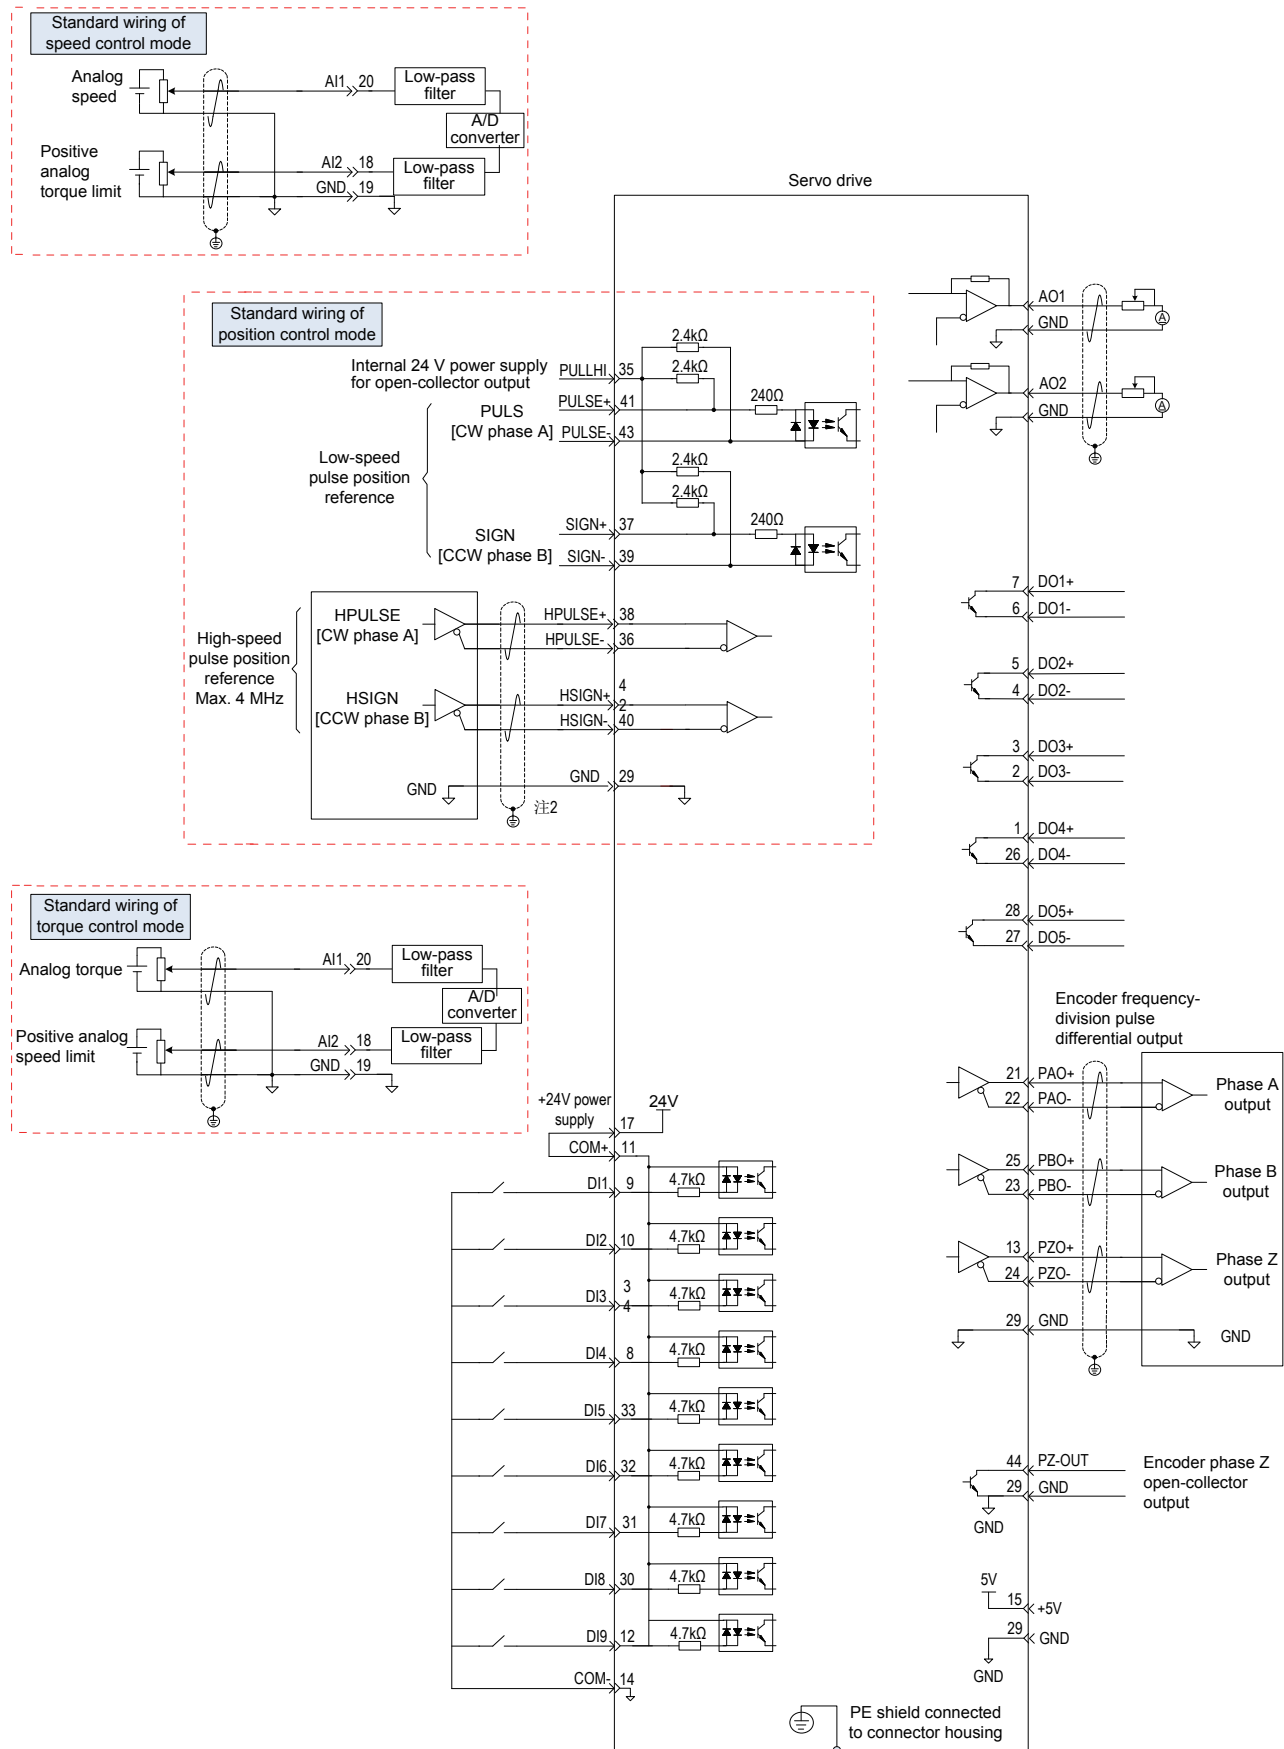 Standard wiring of
speed control mode
Analog
speed
AI1
20
Low-pass
filter
A/D
converter
Positive
analog
torque limit
AI2
18
Low-pass
filter
GND
19
Servo drive
Standard wiring of
position control mode
Internal 24 V power supply
for open-collector output
PULLHI
35
2.4kΩ
2.4kΩ
PULS
[CW phase A]
PULSE+
41
240Ω
PULSE-
43
Low-speed
pulse position
reference
2.4kΩ
2.4kΩ
SIGN
[CCW phase B]
SIGN+
37
240Ω
SIGN-
39
High-speed
pulse position
reference
Max. 4 MHz
HPULSE
[CW phase A]
HPULSE+
38
HPULSE-
36
HSIGN
[CCW phase B]
HSIGN+
4
2
HSIGN-
40
GND
GND
29
注2
AO1
GND
A
AO2
GND
A
7 DO1+
6 DO1-
5 DO2+
4 DO2-
3 DO3+
2 DO3-
1 DO4+
26 DO4-
28 DO5+
27 DO5-
Standard wiring of
torque control mode
Analog torque
AI1
20
Low-pass
filter
A/D
converter
Positive analog
speed limit
AI2
18
Low-pass
filter
GND
19
Encoder frequency-
division pulse
differential output
21 PAO+
22 PAO-
Phase A
output
25 PBO+
23 PBO-
Phase B
output
13 PZO+
24 PZO-
Phase Z
output
29 GND
GND
+24V power
supply
17
24V
COM+
11
DI1
9
4.7kΩ
DI2
10
4.7kΩ
DI3
3
4
4.7kΩ
DI4
8
4.7kΩ
DI5
33
4.7kΩ
DI6
32
4.7kΩ
DI7
31
4.7kΩ
DI8
30
4.7kΩ
DI9
12
4.7kΩ
COM-
14
44 PZ-OUT
29 GND
GND
Encoder phase Z
open-collector
output
5V
15 +5V
29 GND
GND
PE shield connected
to connector housing